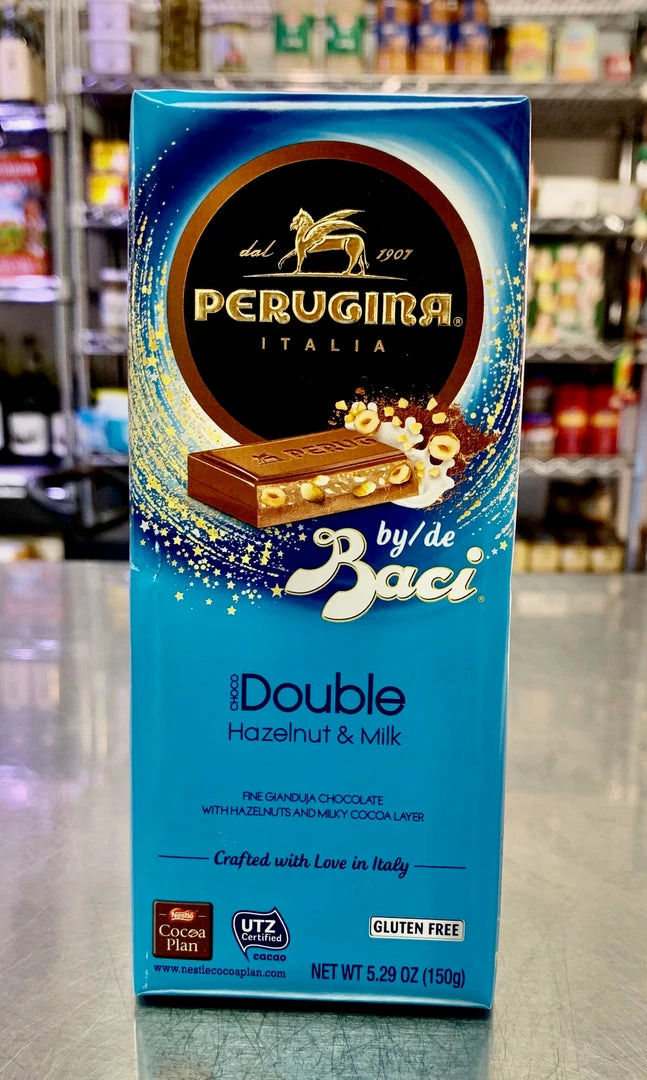 dal 1907
PERUGINA®
ITALIA
PERUG
by/de
Baci®
CHOCO
Double
Hazelnut & Milk
FINE GIANDUJA CHOCOLATE
WITH HAZELNUTS AND MILKY COCOA LAYER
Crafted with Love in Italy
Nestlé
Cocoa
Plan
UTZ
Certified
cacao
GLUTEN FREE
www.nestlecocoaplan.com
NET WT 5.29 OZ (150g)